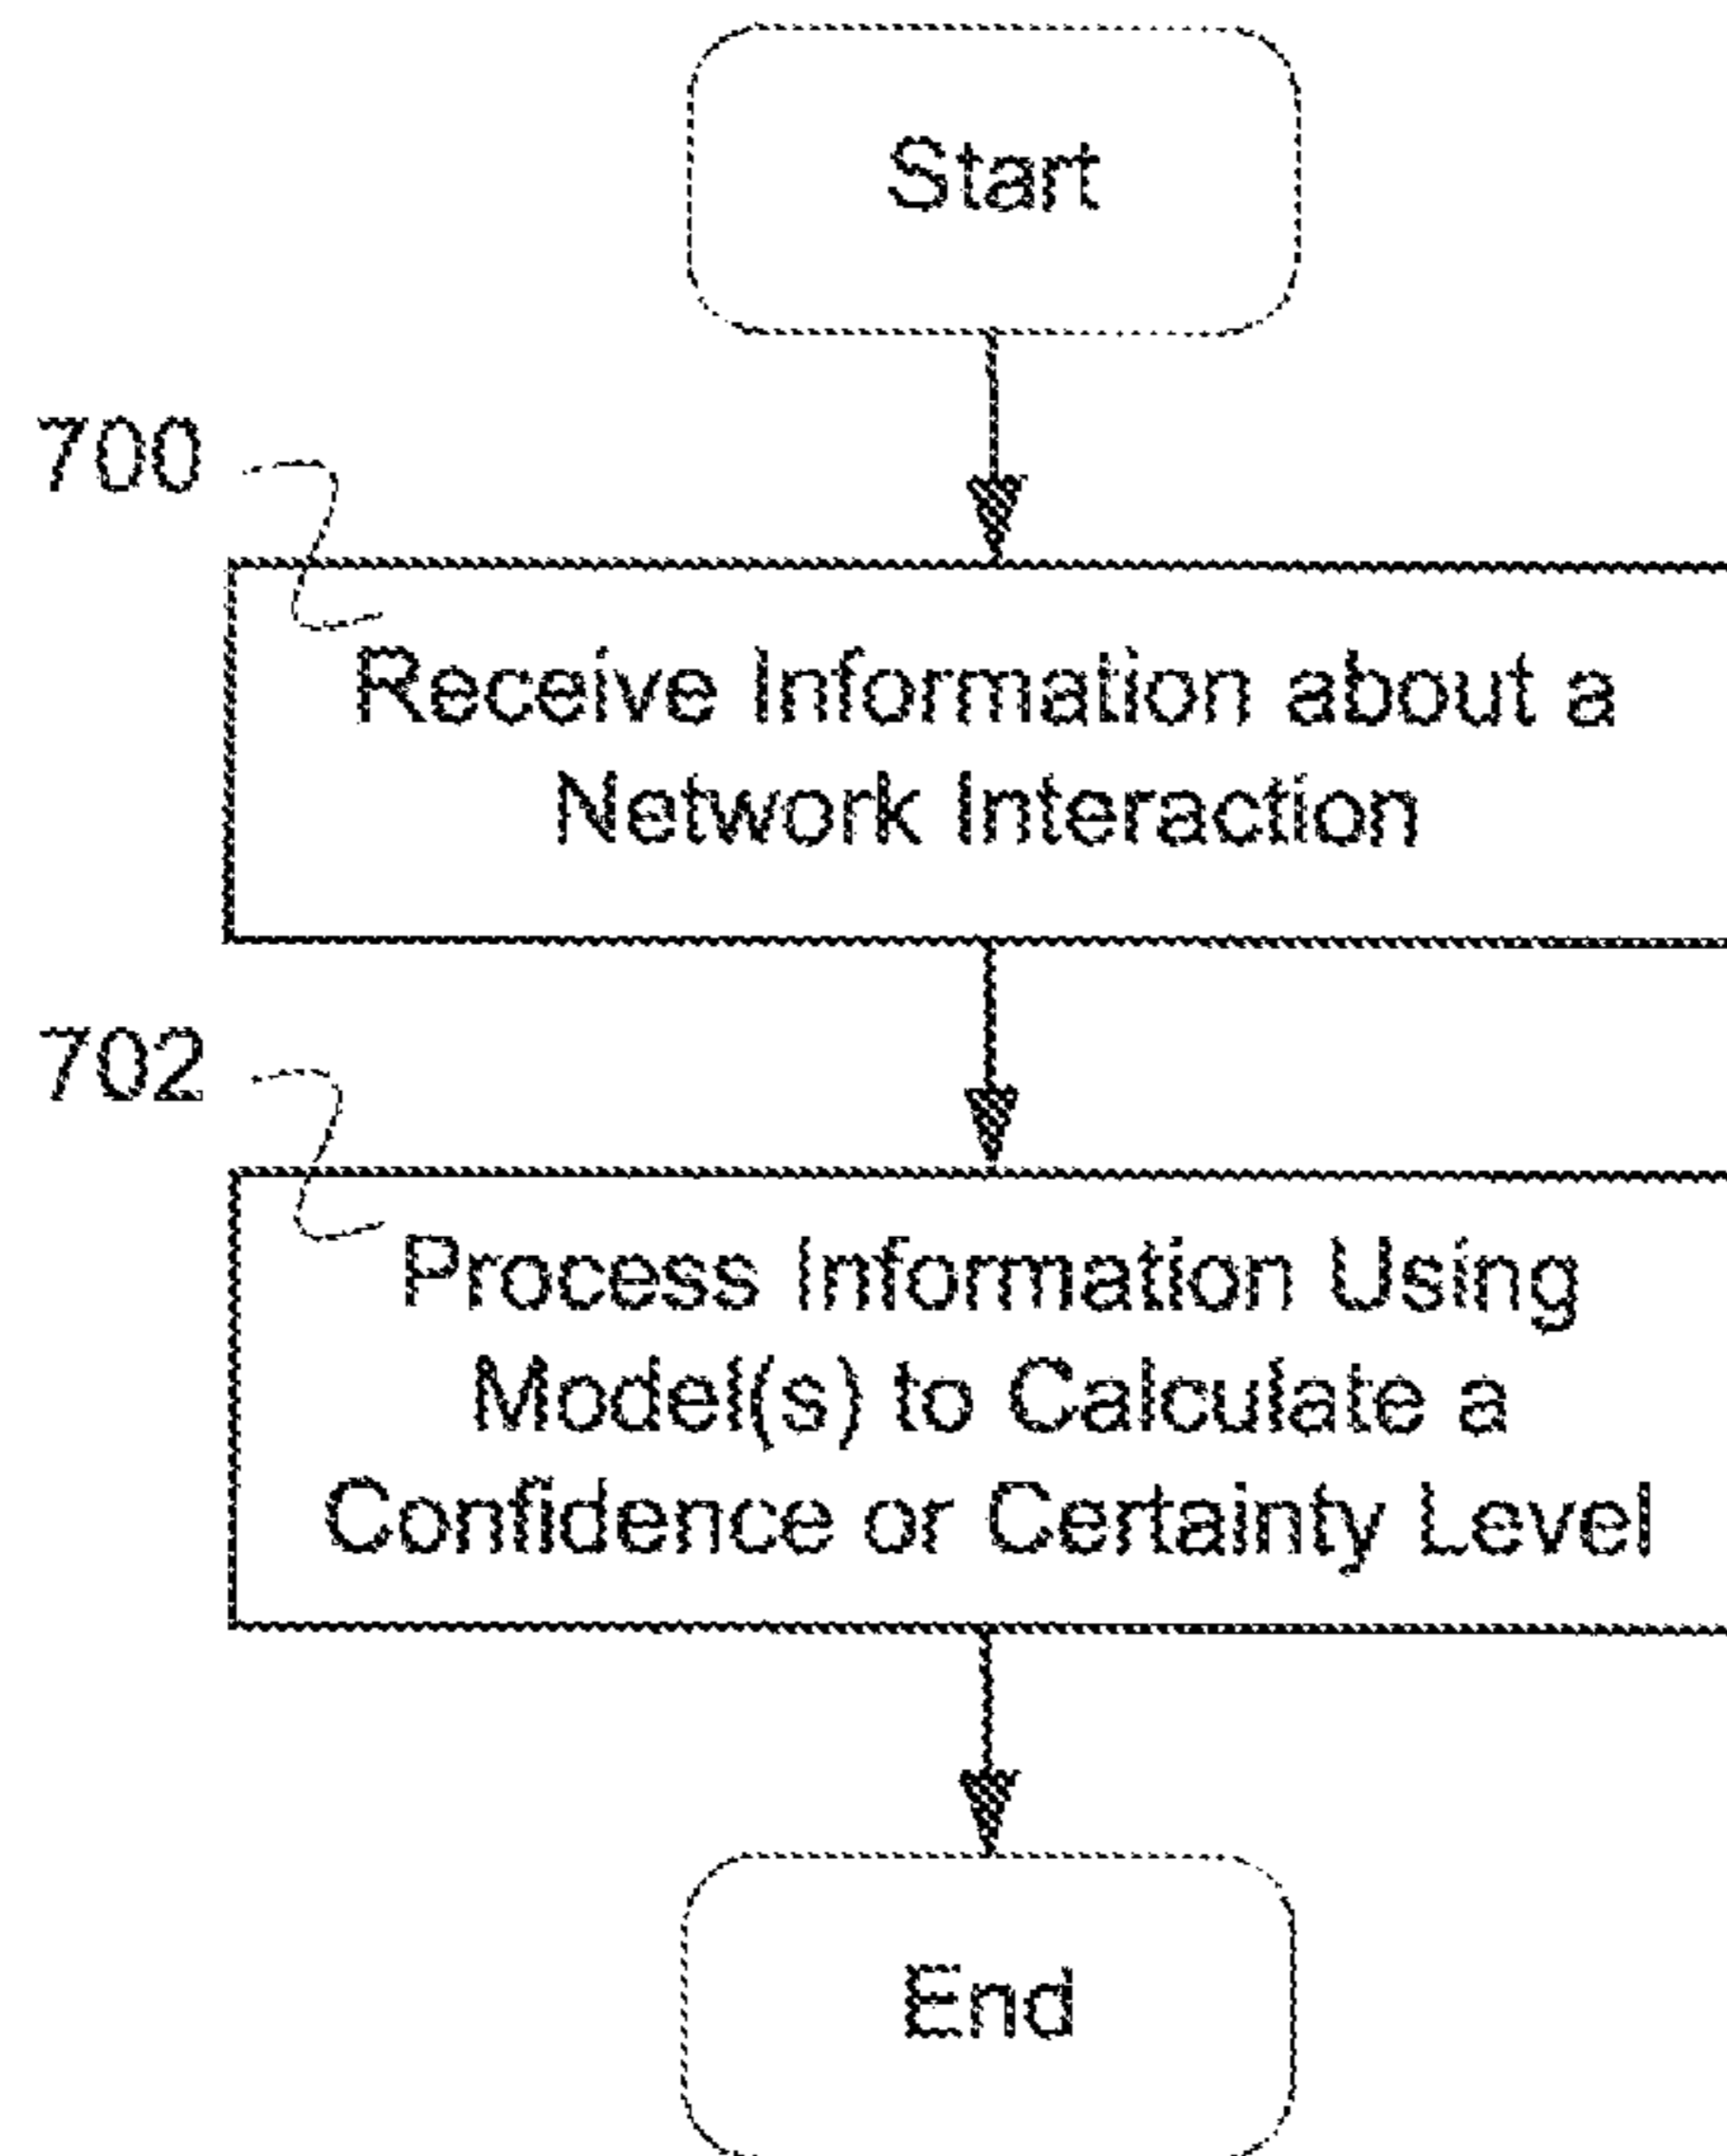 Start
700
Receive Information about a
Network Interaction
702
Process Information Using
Model(s) to Calculate a
Confidence or Certainty Level
End